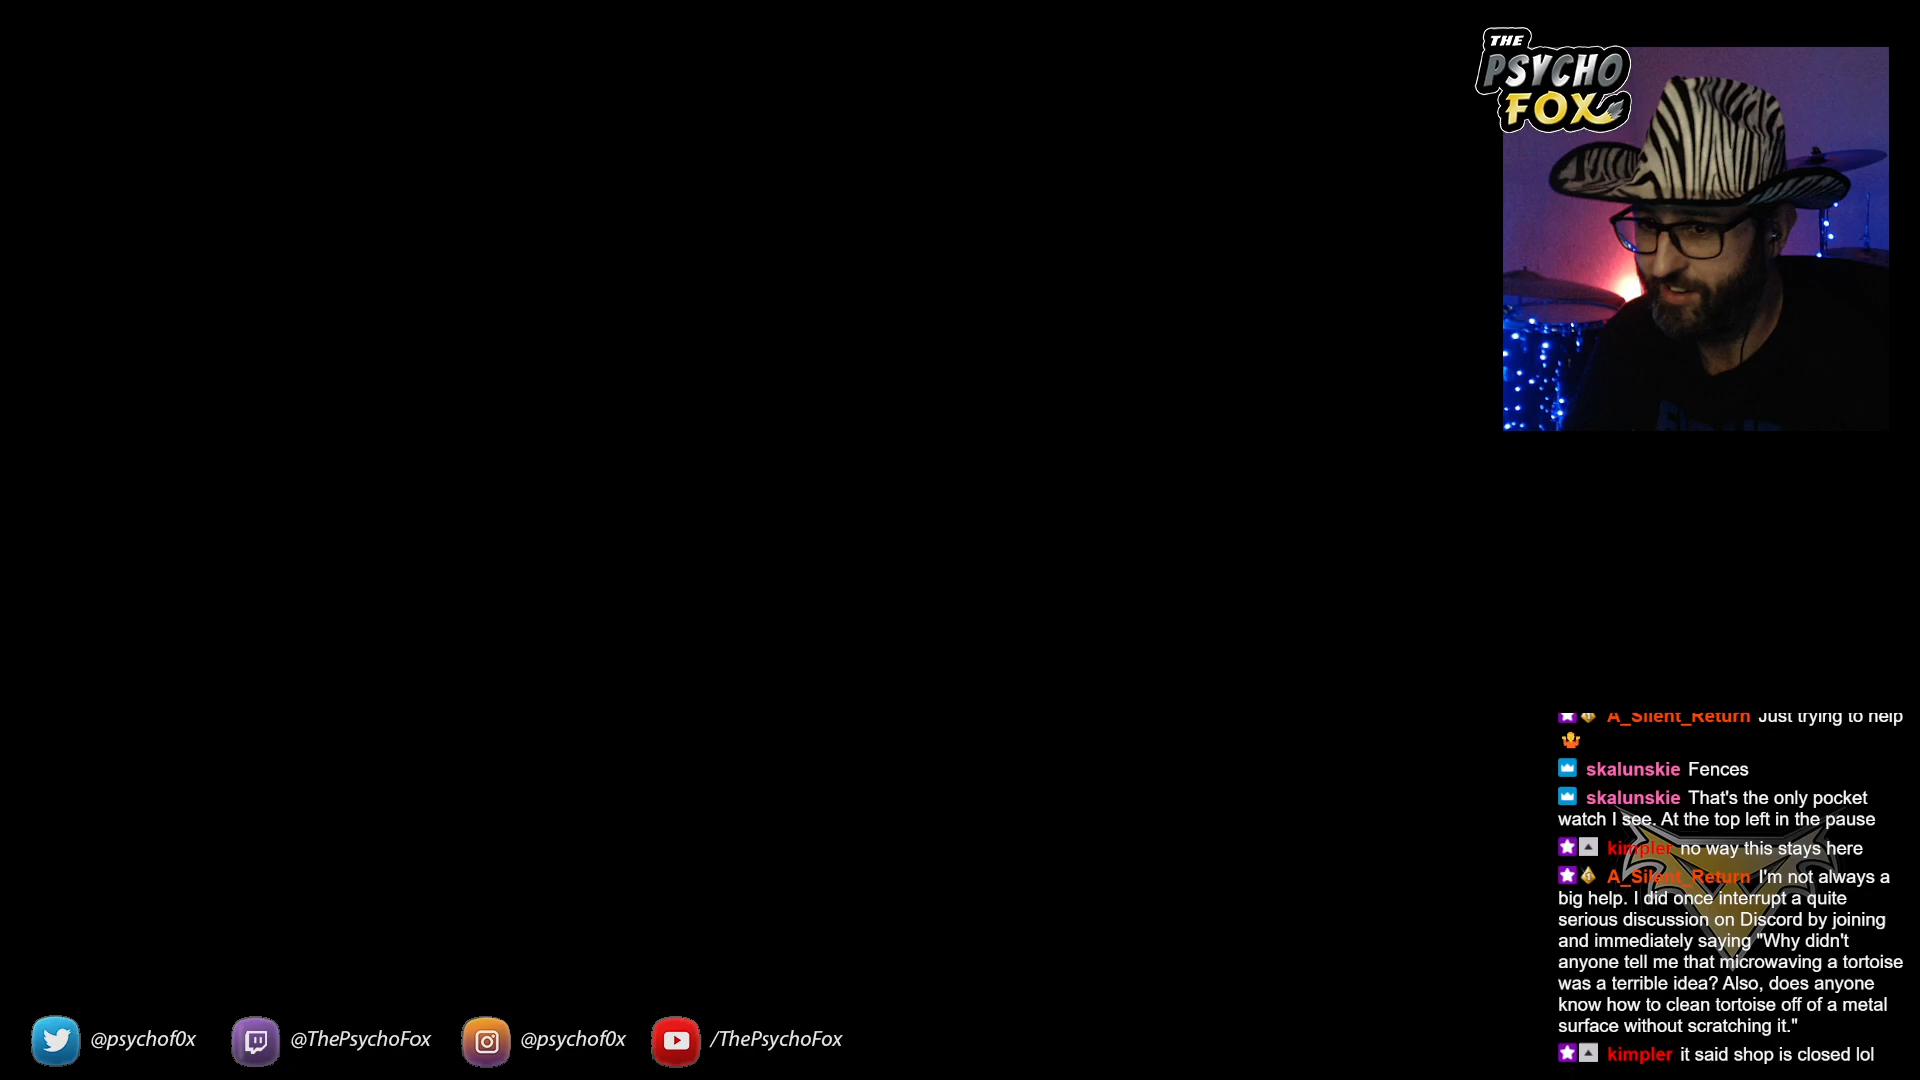 THE
PSYCHO
FOX
A_Silent_Return Just trying to help
skalunskie Fences
skalunskie That's the only pocket
watch I see. At the top left in the pause
kimpler no way this stays here
A_Silent_Return I'm not always a
big help. I did once interrupt a quite
serious discussion on Discord by joining
and immediately saying "Why didn't
anyone tell me that microwaving a tortoise
was a terrible idea? Also, does anyone
know how to clean tortoise off of a metal
surface without scratching it."
kimpler it said shop is closed lol
@psychof0x @ThePsychoFox @psychof0x /ThePsychoFox